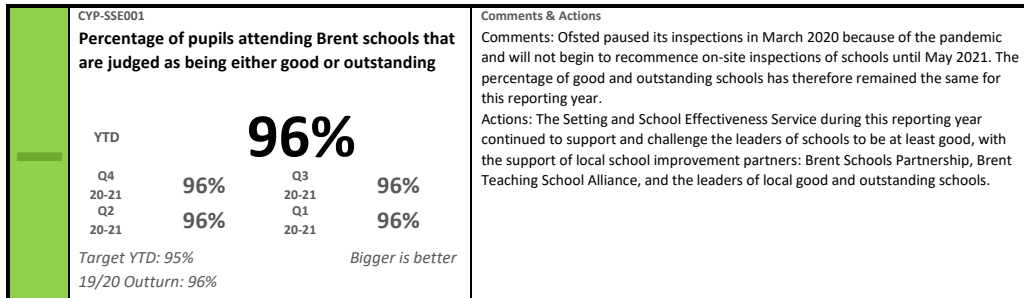 CYP-SSE001
Percentage of pupils attending Brent schools that
are judged as being either good or outstanding
YTD
96%
Q4
20-21
96%
Q3
20-21
96%
Q2
20-21
96%
Q1
20-21
96%
Target YTD: 95%
Bigger is better
19/20 Outturn: 96%
Comments & Actions
Comments: Ofsted paused its inspections in March 2020 because of the pandemic
and will not begin to recommence on-site inspections of schools until May 2021. The
percentage of good and outstanding schools has therefore remained the same for
this reporting year.
Actions: The Setting and School Effectiveness Service during this reporting year
continued to support and challenge the leaders of schools to be at least good, with
the support of local school improvement partners: Brent Schools Partnership, Brent
Teaching School Alliance, and the leaders of local good and outstanding schools.